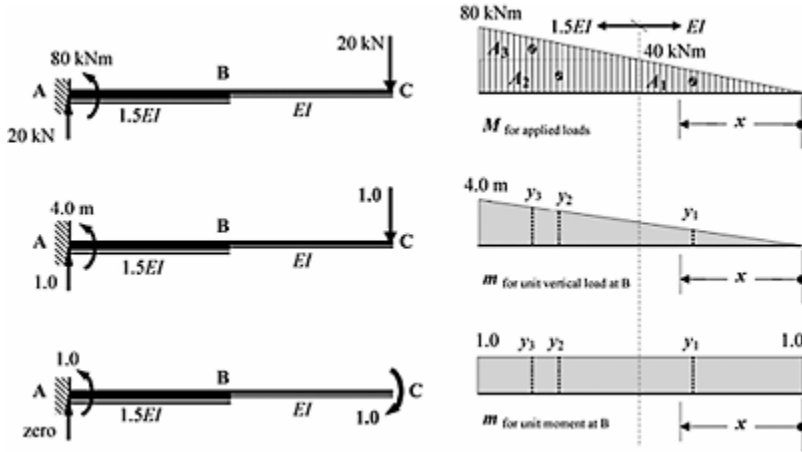 80 kNm
1.5EI
EI
20 kN
80 kNm
40 kNm
A₃
A₂
A₁
A
B
C
1.5EI
EI
20 kN
M for applied loads
x
1.0
4.0 m
4.0 m
y₃
y₂
y₁
A
B
C
1.5EI
EI
1.0
m for unit vertical load at B
x
1.0
1.0
y₃
y₂
y₁
1.0
A
B
C
1.5EI
EI
1.0
zero
m for unit moment at B
x